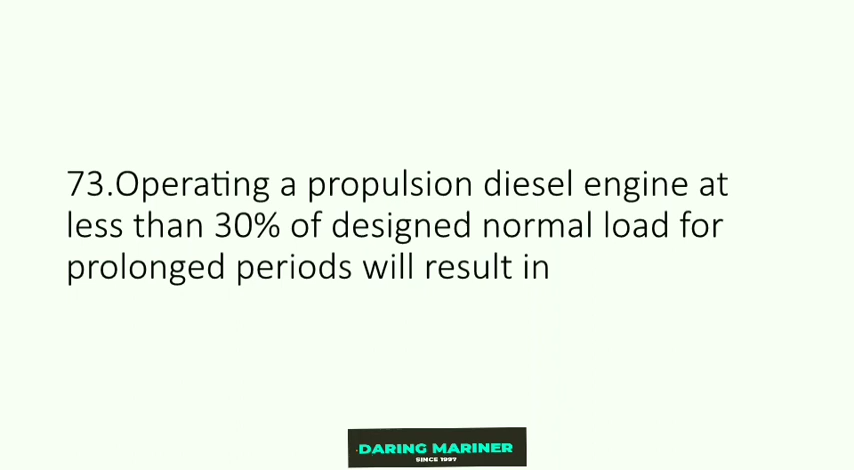 73.Operating a propulsion diesel engine at
less than 30% of designed normal load for
prolonged periods will result in
DARING MARINER
SINCE 1997